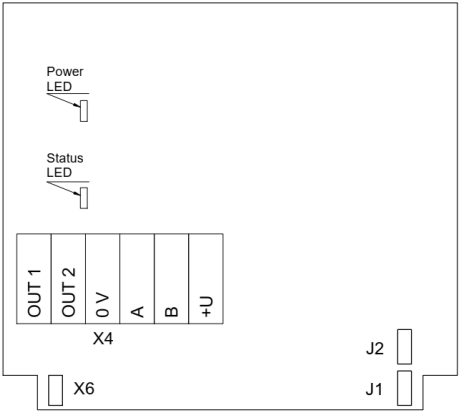 Power
LED
Status
LED
OUT 1
OUT 2
0 V
A
B
+U
X4
J2
X6
J1